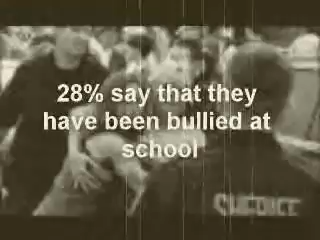 28% say that they
have been bullied at
school